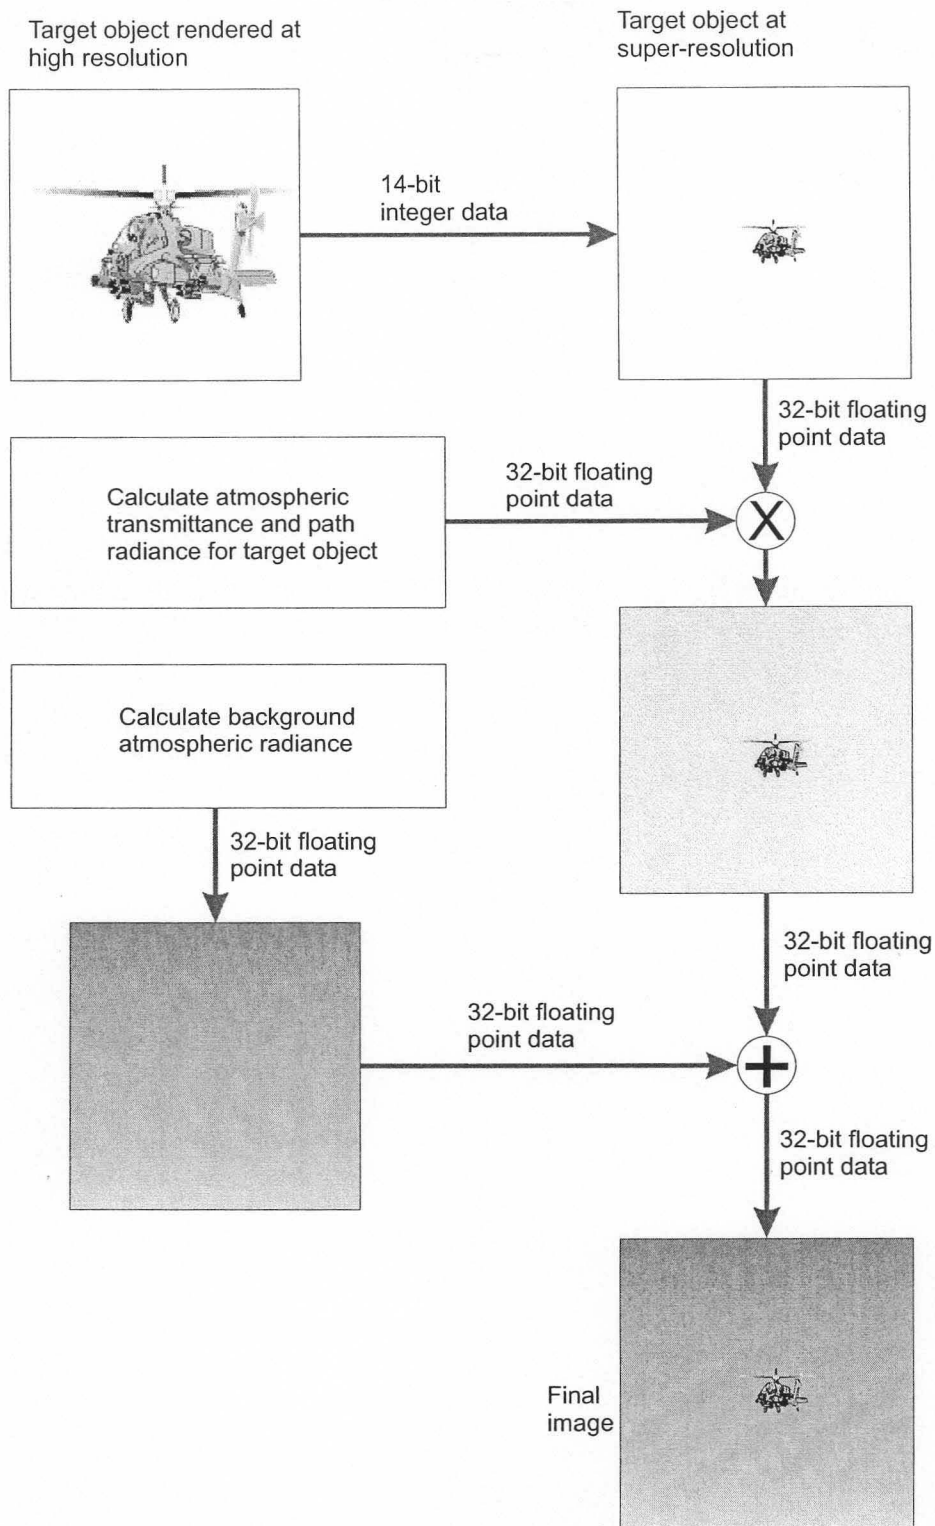 Target object rendered at
high resolution
Target object at
super-resolution
14-bit
integer data
32-bit floating
point data
Calculate atmospheric
transmittance and path
radiance for target object
32-bit floating
point data
X
Calculate background
atmospheric radiance
32-bit floating
point data
32-bit floating
point data
32-bit floating
point data
+
32-bit floating
point data
Final
image